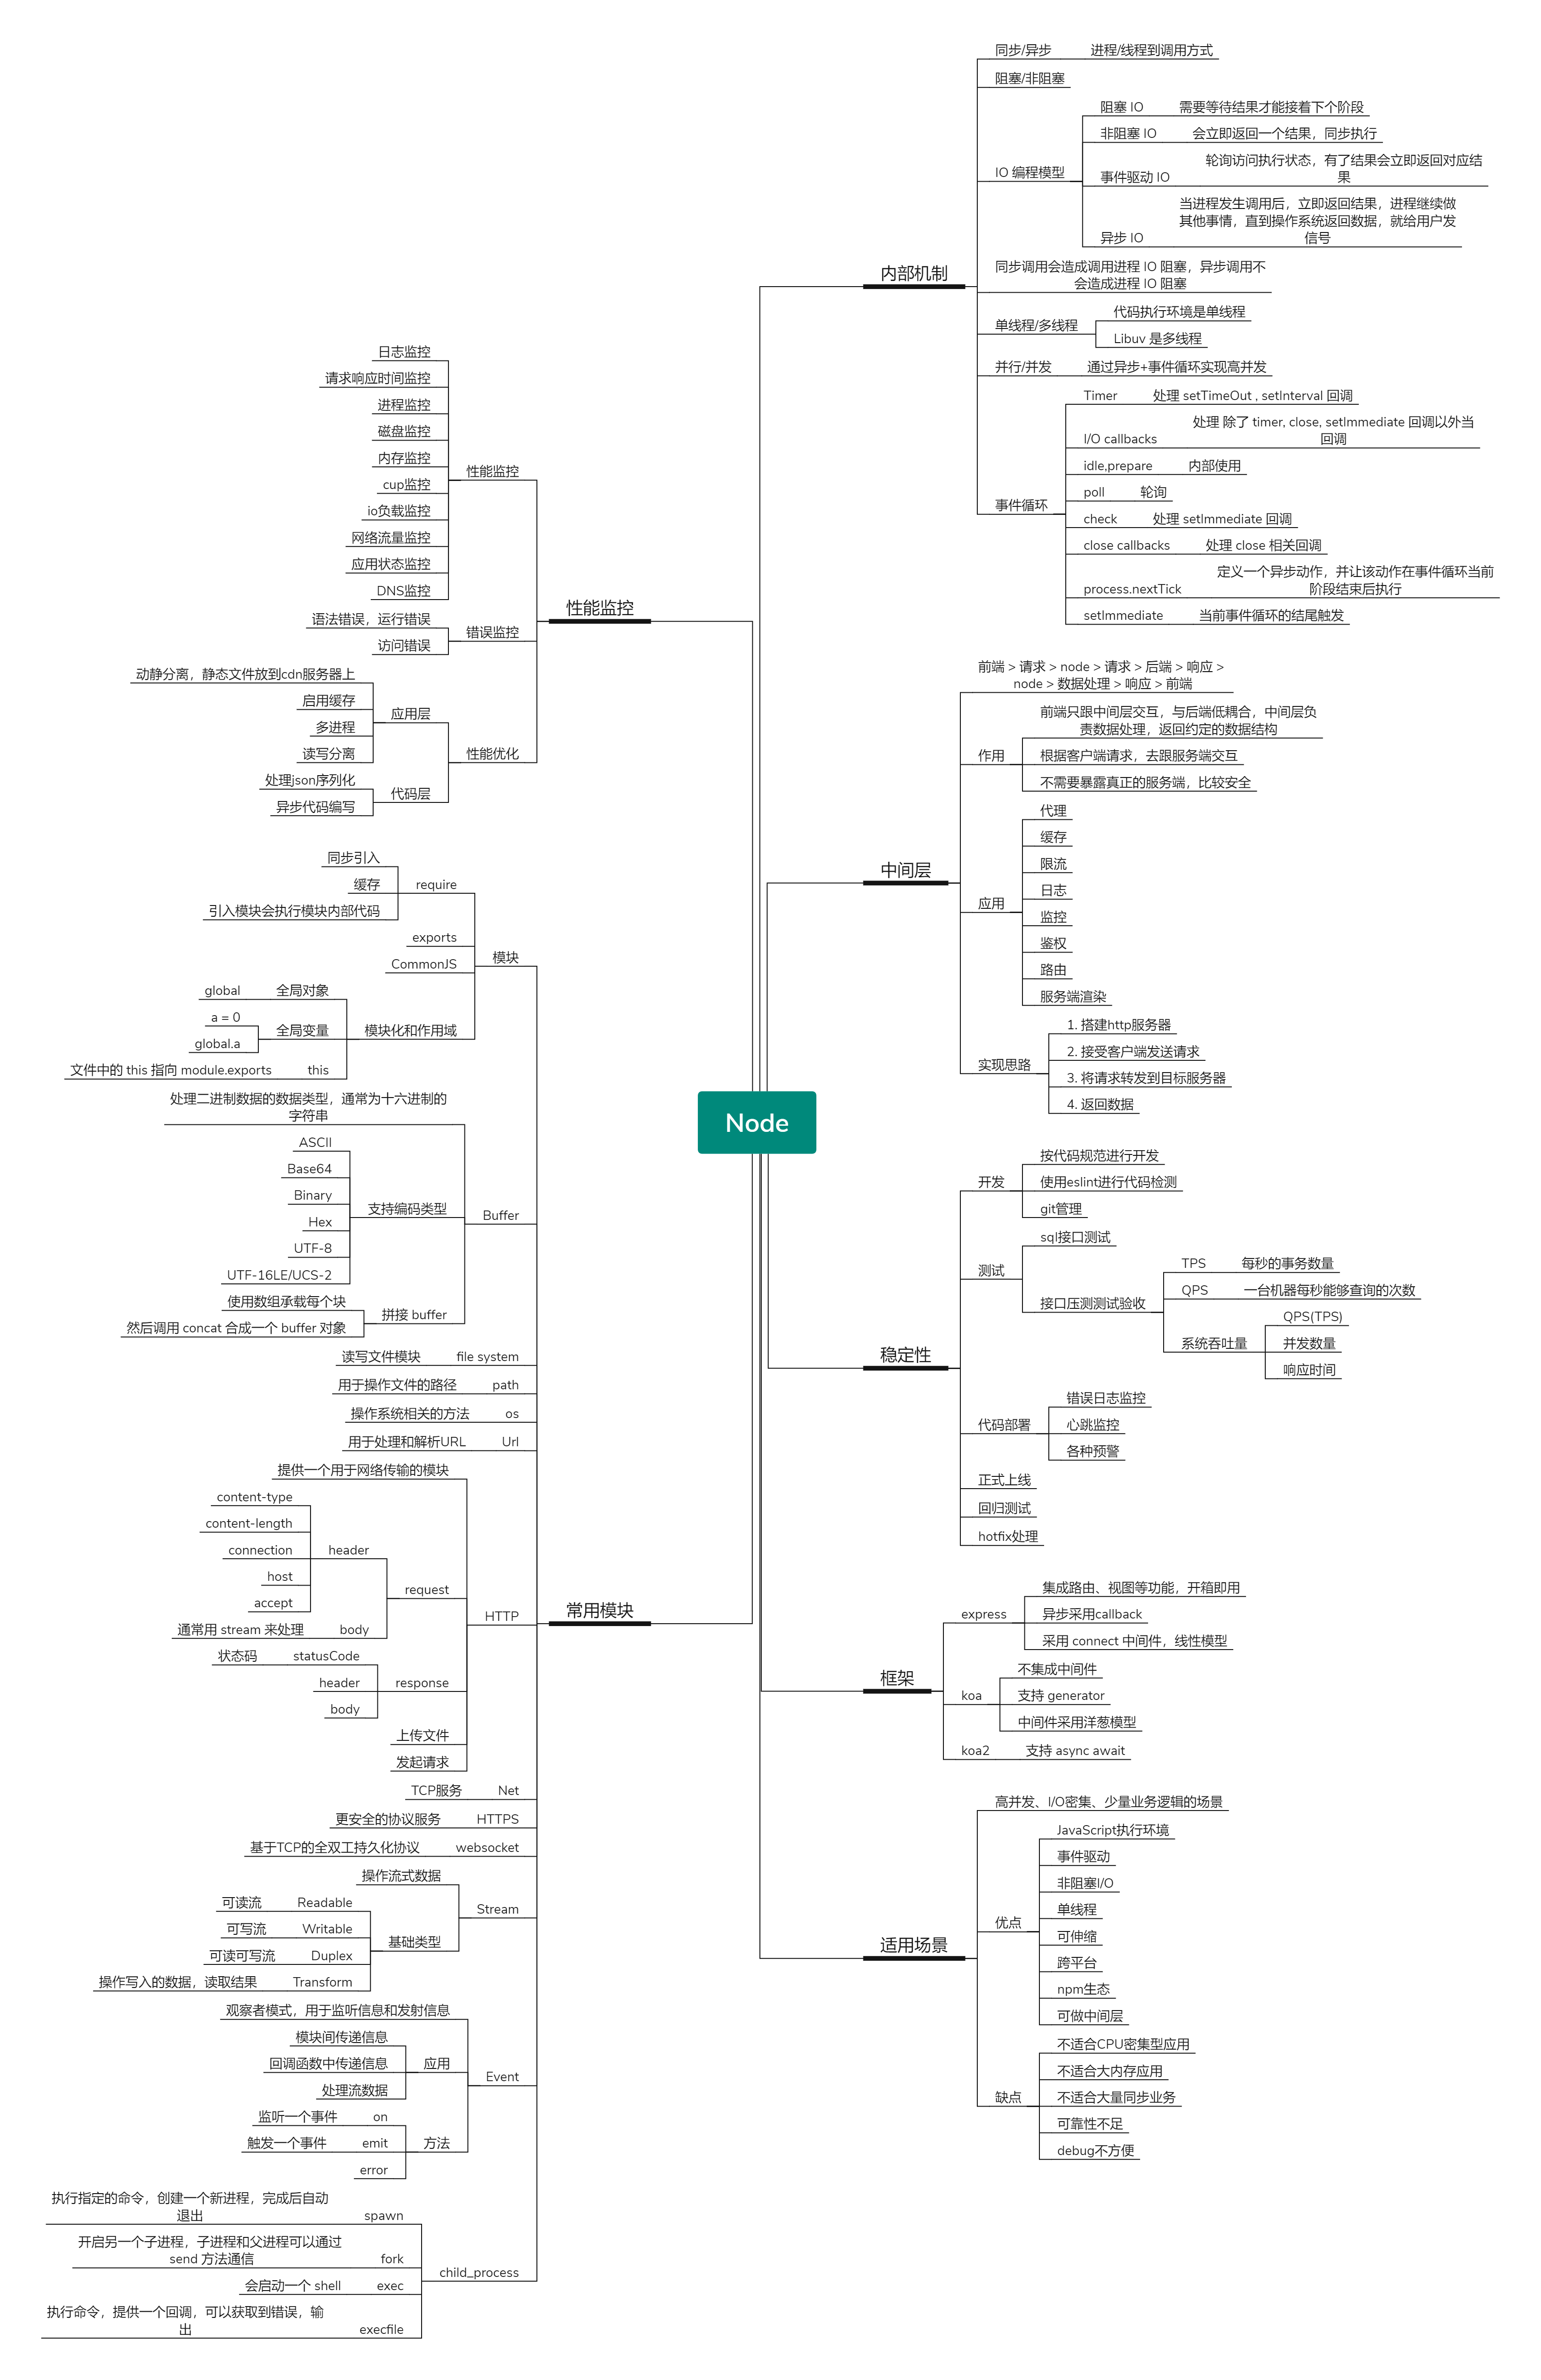 Node
内部机制
同步/异步
进程/线程到调用方式
阻塞/非阻塞
IO 编程模型
阻塞 IO
需要等待结果才能接着下个阶段
非阻塞 IO
会立即返回一个结果，同步执行
事件驱动 IO
轮询访问执行状态，有了结果会立即返回对应结
果
异步 IO
当进程发生调用后，立即返回结果，进程继续做
其他事情，直到操作系统返回数据，就给用户发
信号
同步调用会造成调用进程 IO 阻塞，异步调用不
会造成进程 IO 阻塞
单线程/多线程
代码执行环境是单线程
Libuv 是多线程
并行/并发
通过异步+事件循环实现高并发
事件循环
Timer
处理 setTimeOut , setInterval 回调
I/O callbacks
处理 除了 timer, close, setImmediate 回调以外当
回调
idle,prepare
内部使用
poll
轮询
check
处理 setImmediate 回调
close callbacks
处理 close 相关回调
process.nextTick
定义一个异步动作，并让该动作在事件循环当前
阶段结束后执行
setImmediate
当前事件循环的结尾触发
中间层
前端 > 请求 > node > 请求 > 后端 > 响应 >
node > 数据处理 > 响应 > 前端
作用
前端只跟中间层交互，与后端低耦合，中间层负
责数据处理，返回约定的数据结构
根据客户端请求，去跟服务端交互
不需要暴露真正的服务端，比较安全
应用
代理
缓存
限流
日志
监控
鉴权
路由
服务端渲染
实现思路
1. 搭建http服务器
2. 接受客户端发送请求
3. 将请求转发到目标服务器
4. 返回数据
稳定性
开发
按代码规范进行开发
使用eslint进行代码检测
git管理
测试
sql接口测试
接口压测测试验收
TPS
每秒的事务数量
QPS
一台机器每秒能够查询的次数
系统吞吐量
QPS(TPS)
并发数量
响应时间
代码部署
错误日志监控
心跳监控
各种预警
正式上线
回归测试
hotfix处理
框架
express
集成路由、视图等功能，开箱即用
异步采用callback
采用 connect 中间件，线性模型
koa
不集成中间件
支持 generator
中间件采用洋葱模型
koa2
支持 async await
适用场景
高并发、I/O密集、少量业务逻辑的场景
优点
JavaScript执行环境
事件驱动
非阻塞I/O
单线程
可伸缩
跨平台
npm生态
可做中间层
缺点
不适合CPU密集型应用
不适合大内存应用
不适合大量同步业务
可靠性不足
debug不方便
性能监控
性能监控
日志监控
请求响应时间监控
进程监控
磁盘监控
内存监控
cup监控
io负载监控
网络流量监控
应用状态监控
DNS监控
错误监控
语法错误，运行错误
访问错误
性能优化
应用层
动静分离，静态文件放到cdn服务器上
启用缓存
多进程
读写分离
代码层
处理json序列化
异步代码编写
常用模块
模块
require
同步引入
缓存
引入模块会执行模块内部代码
exports
CommonJS
模块化和作用域
全局对象
global
全局变量
a = 0
global.a
this
文件中的 this 指向 module.exports
Buffer
处理二进制数据的数据类型，通常为十六进制的
字符串
支持编码类型
ASCII
Base64
Binary
Hex
UTF-8
UTF-16LE/UCS-2
拼接 buffer
使用数组承载每个块
然后调用 concat 合成一个 buffer 对象
file system
读写文件模块
path
用于操作文件的路径
os
操作系统相关的方法
Url
用于处理和解析URL
HTTP
提供一个用于网络传输的模块
request
header
content-type
content-length
connection
host
accept
body
通常用 stream 来处理
response
statusCode
状态码
header
body
上传文件
发起请求
Net
TCP服务
HTTPS
更安全的协议服务
websocket
基于TCP的全双工持久化协议
Stream
操作流式数据
基础类型
Readable
可读流
Writable
可写流
Duplex
可读可写流
Transform
操作写入的数据，读取结果
Event
观察者模式，用于监听信息和发射信息
应用
模块间传递信息
回调函数中传递信息
处理流数据
方法
on
监听一个事件
emit
触发一个事件
error
child_process
spawn
执行指定的命令，创建一个新进程，完成后自动
退出
fork
开启另一个子进程，子进程和父进程可以通过
send 方法通信
exec
会启动一个 shell
execfile
执行命令，提供一个回调，可以获取到错误，输
出